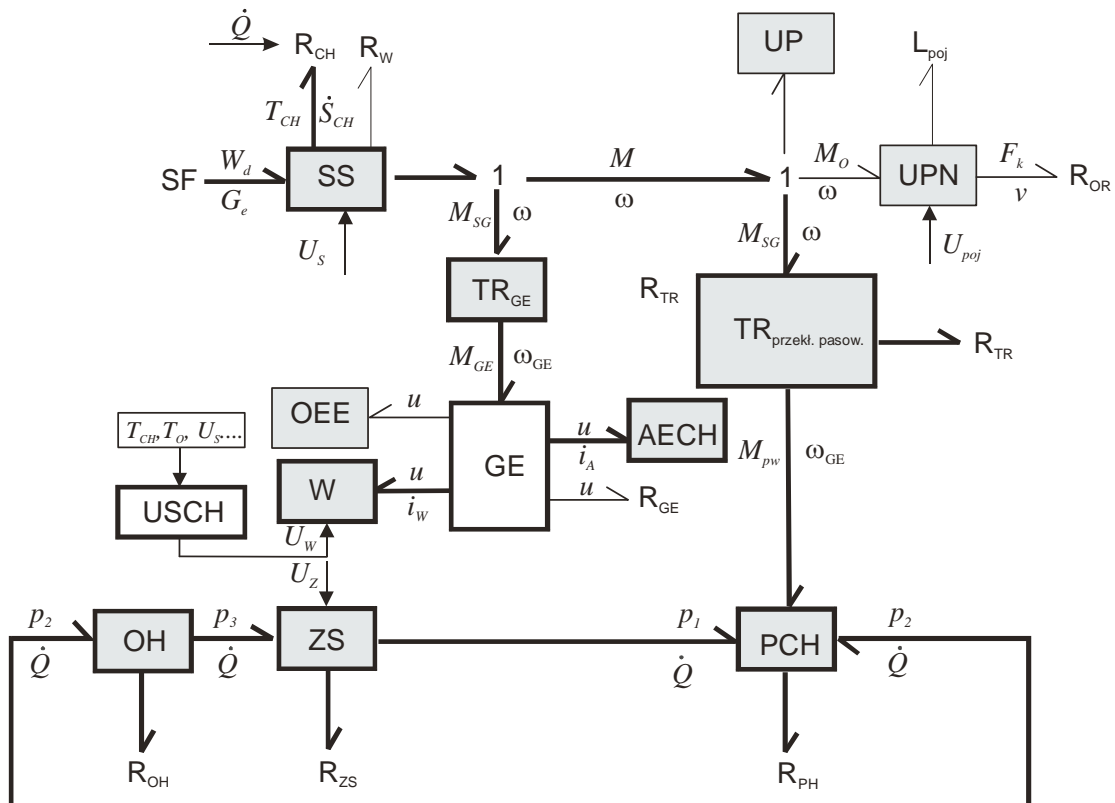 Q̇
R_CH
R_W
UP
L_poj
T_CH Ṡ_CH
SF
W_d
G_e
SS
1
M
ω
1
M_O
ω
UPN
F_k
v
R_OR
U_S
M_SG ω
M_SG ω
U_poj
TR_GE
R_TR
TR_przekł. pasow.
R_TR
M_GE ω_GE
OEE
u
GE
u
i_A
AECH
M_pw ω_GE
T_CH, T_O, U_S....
USCH
W
u
i_W
u
R_GE
U_W
U_Z
p_2
Q̇
OH
p_3
Q̇
ZS
p_1
Q̇
PCH
p_2
Q̇
R_OH
R_ZS
R_PH